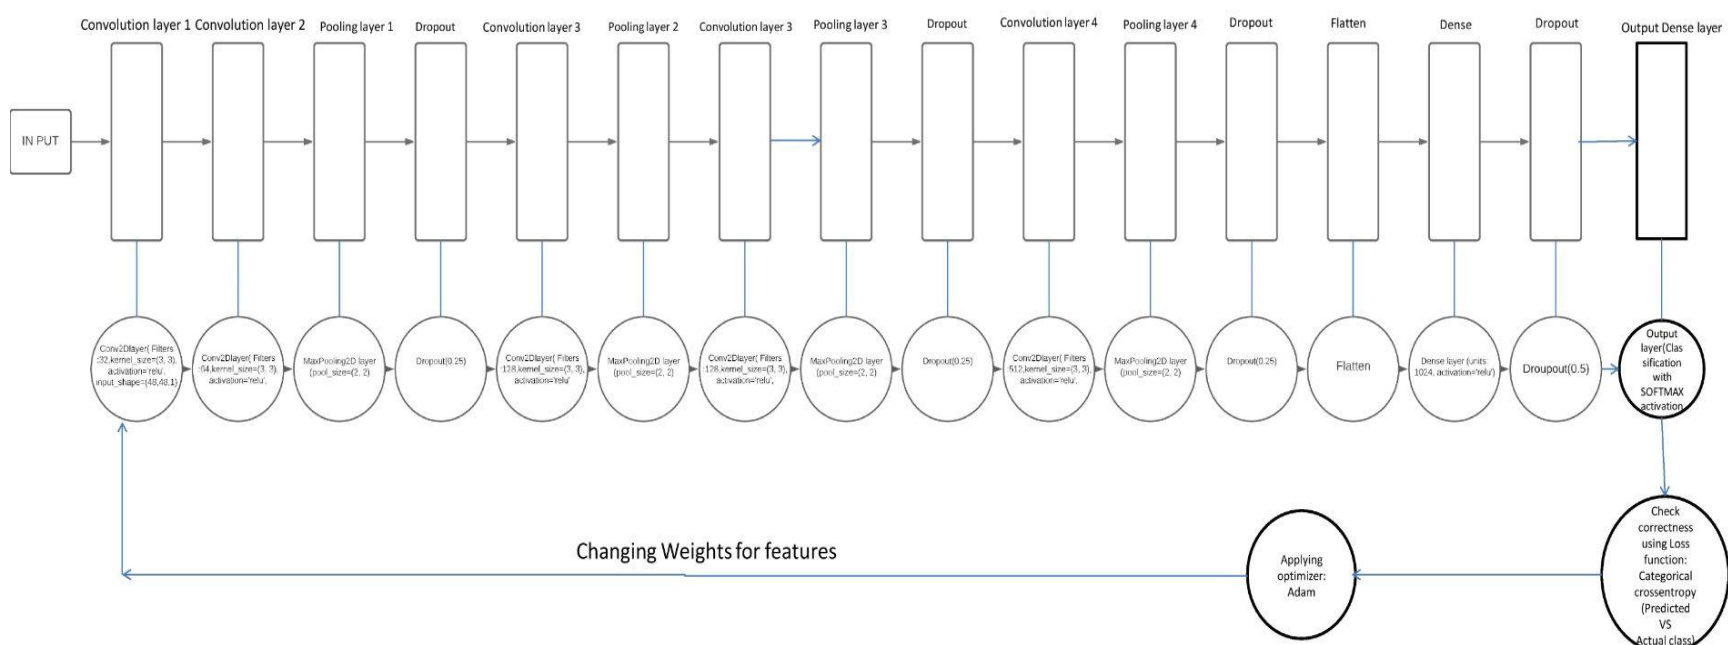 Convolution layer 1
Convolution layer 2
Pooling layer 1
Dropout
Convolution layer 3
Pooling layer 2
Convolution layer 3
Pooling layer 3
Dropout
Convolution layer 4
Pooling layer 4
Dropout
Flatten
Dense
Dropout
Output Dense layer
IN PUT
Conv2Dlayer( Filters
:32,kernel_size=(3, 3),
activation='relu',
input_shape=(48,48,1)
Conv2Dlayer( Filters
:64,kernel_size=(3, 3),
activation='relu',
MaxPooling2D layer
(pool_size=(2, 2)
Dropout(0.25)
Conv2Dlayer( Filters
:128,kernel_size=(3, 3),
activation='relu'
MaxPooling2D layer
(pool_size=(2, 2)
Conv2Dlayer( Filters
:128,kernel_size=(3, 3),
activation='relu',
MaxPooling2D layer
(pool_size=(2, 2)
Dropout(0.25)
Conv2Dlayer( Filters
:512,kernel_size=(3, 3),
activation='relu',
MaxPooling2D layer
(pool_size=(2, 2)
Dropout(0.25)
Flatten
Dense layer (units:
1024, activation='relu')
Droupout(0.5)
Output
layer(Clas
sification
with
SOFTMAX
activation
Check
correctness
using Loss
function:
Categorical
crossentropy
(Predicted
VS
Actual class)
Applying
optimizer:
Adam
Changing Weights for features